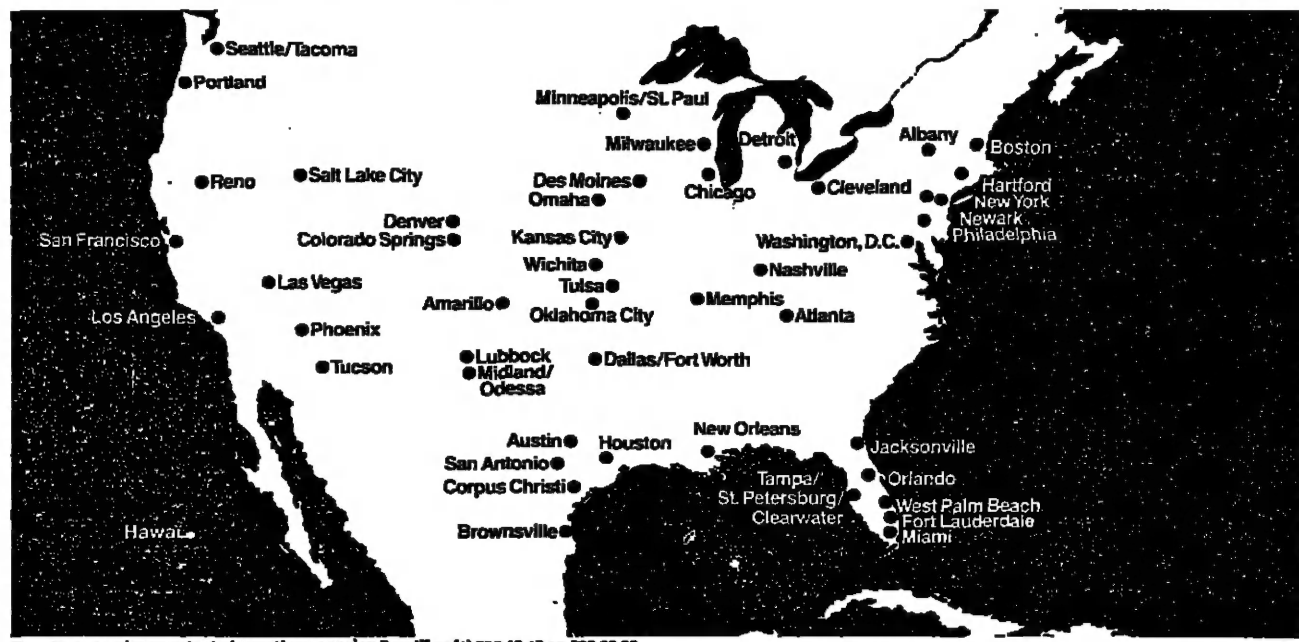 Seattle/Tacoma
Portland
Minneapolis/St. Paul
Milwaukee
Detroit
Albany
Boston
Reno
Salt Lake City
Des Moines
Omaha
Chicago
Cleveland
Hartford
New York
Newark
Philadelphia
Denver
Colorado Springs
San Francisco
Kansas City
Washington, D.C.
Wichita
Nashville
Las Vegas
Tulsa
Amarillo
Oklahoma City
Memphis
Atlanta
Los Angeles
Phoenix
Tucson
Lubbock
Midland/
Odessa
Dallas/Fort Worth
Austin
Houston
New Orleans
Jacksonville
San Antonio
Corpus Christi
Tampa/
St. Petersburg/
Clearwater
Orlando
West Palm Beach
Fort Lauderdale
Miami
Brownsville
Hawaii